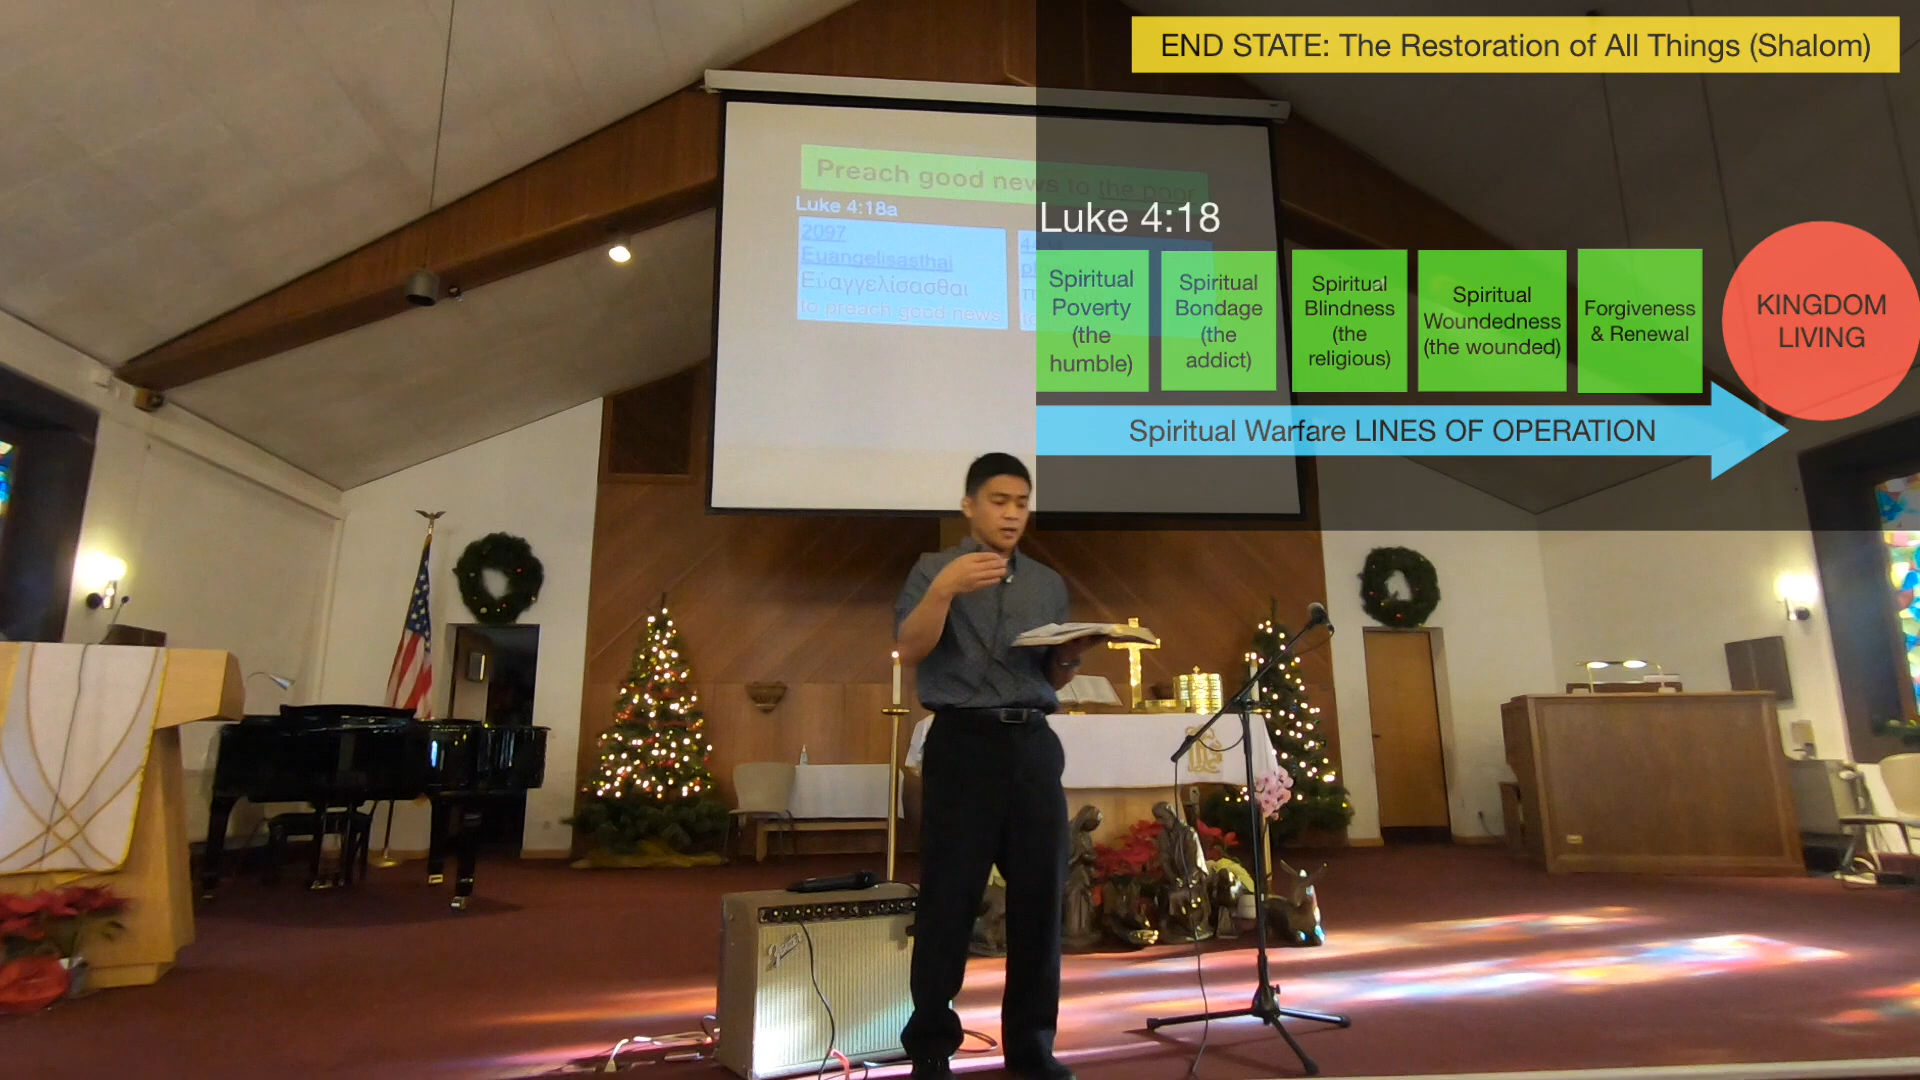 END STATE: The Restoration of All Things (Shalom)
Preach good news to the poor
Luke 4:18a
2097
Euangelisasthai
Εὐαγγελίσασθαι
to preach good news
Luke 4:18
Spiritual
Poverty
(the
humble)
Spiritual
Bondage
(the
addict)
Spiritual
Blindness
(the
religious)
Spiritual
Woundedness
(the wounded)
Forgiveness
& Renewal
KINGDOM
LIVING
Spiritual Warfare LINES OF OPERATION
Fender